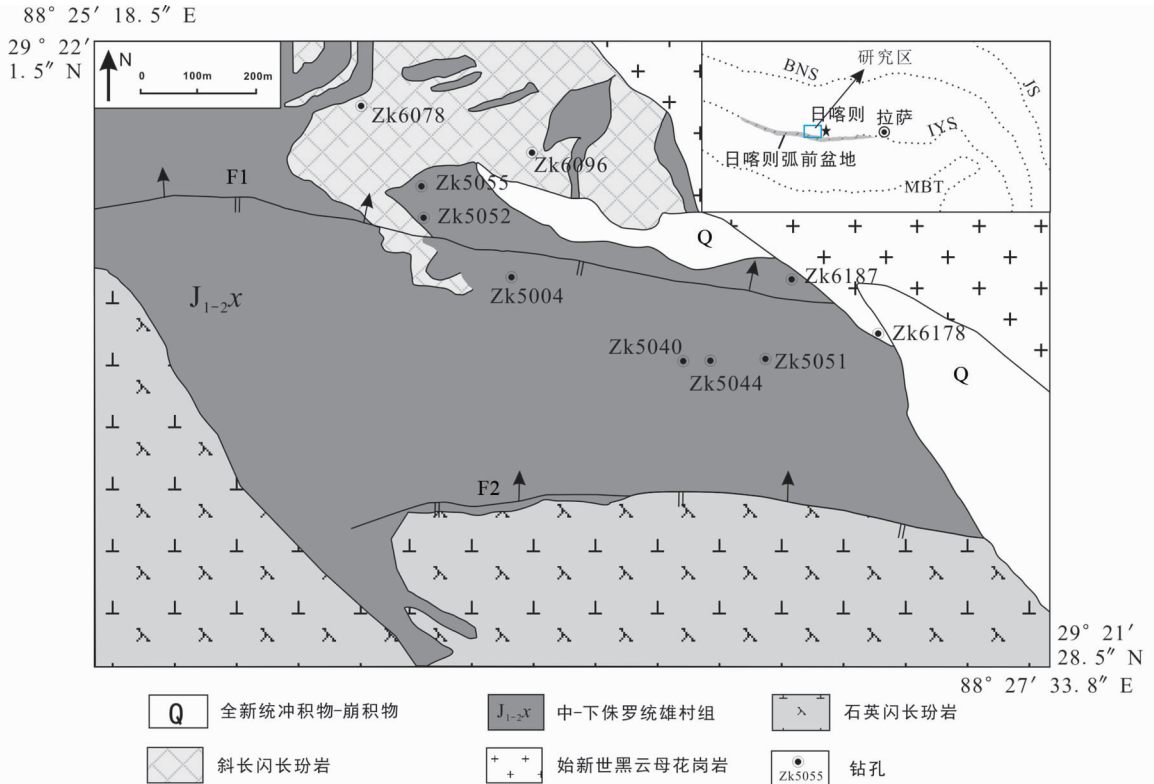 88° 25′ 18.5″ E
29° 22′
1.5″ N
N
0 100m 200m
BNS
研究区
JS
日喀则
拉萨
IYS
日喀则弧前盆地
MBT
Zk6078
Zk6096
F1
Zk5055
Zk5052
Q
Zk6187
Zk5004
J₁₋₂x
Zk6178
Zk5040
Zk5051
Zk5044
Q
F2
29° 21′
28.5″ N
88° 27′ 33.8″ E
Q 全新统冲积物-崩积物
J₁₋₂x 中-下侏罗统雄村组
石英闪长玢岩
斜长闪长玢岩
始新世黑云母花岗岩
Zk5055 钻孔